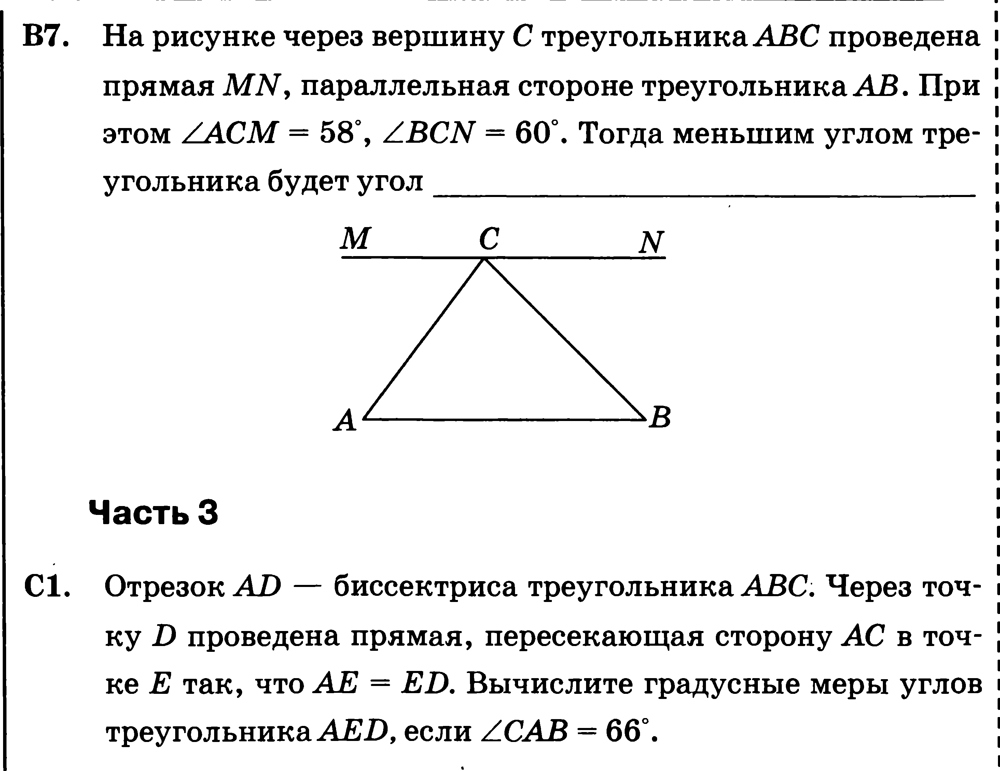 В7. На рисунке через вершину C треугольника ABC проведена
прямая MN, параллельная стороне треугольника AB. При
этом ∠ACM = 58°, ∠BCN = 60°. Тогда меньшим углом тре-
угольника будет угол
M C N
A B
Часть 3
С1. Отрезок AD — биссектриса треугольника ABC. Через точ-
ку D проведена прямая, пересекающая сторону AC в точ-
ке E так, что AE = ED. Вычислите градусные меры углов
треугольника AED, если ∠CAB = 66°.